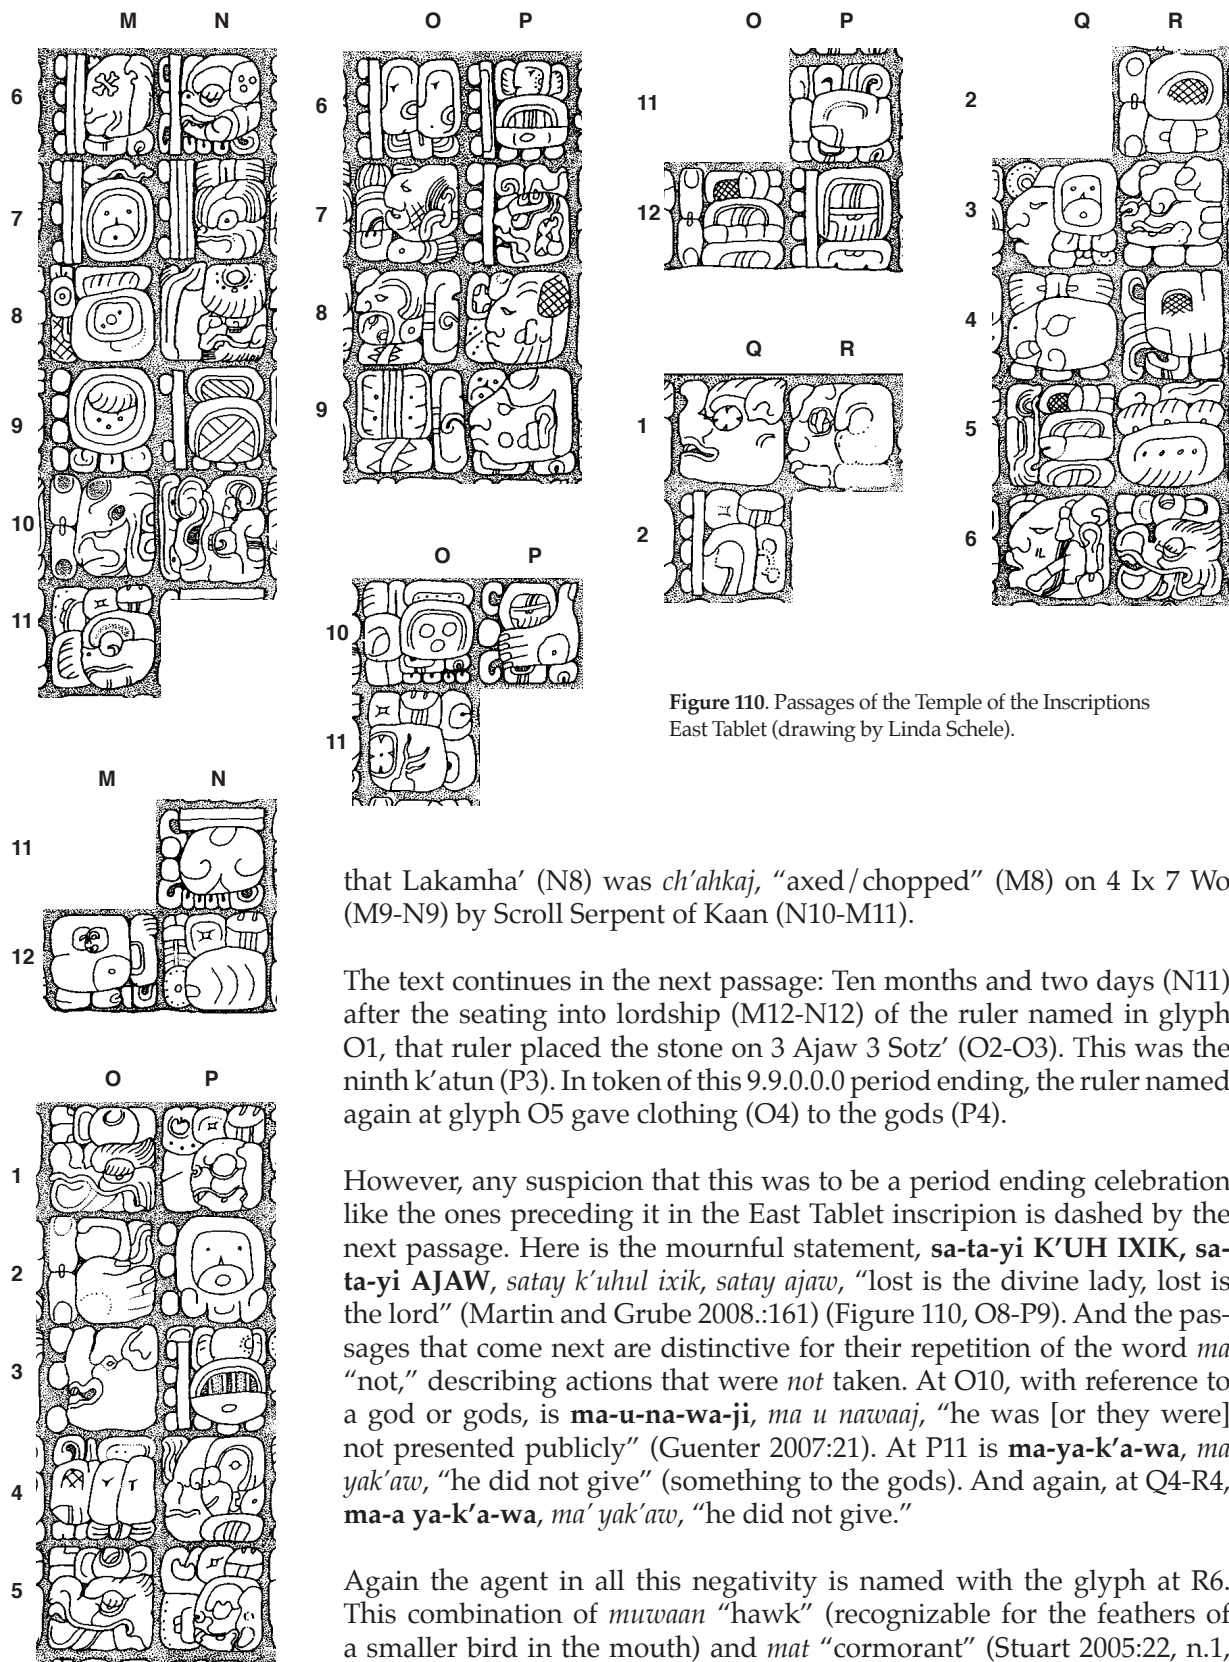 M N
6
7
8
9
10
11
M N
11
12
O P
1
2
3
4
5
O P
6
7
8
9
O P
10
11
O P
11
12
Q R
1
2
Q R
2
3
4
5
6
Figure 110. Passages of the Temple of the Inscriptions
East Tablet (drawing by Linda Schele).
that Lakamha’ (N8) was ch’ahkaj, “axed/chopped” (M8) on 4 Ix 7 Wo
(M9-N9) by Scroll Serpent of Kaan (N10-M11).
The text continues in the next passage: Ten months and two days (N11)
after the seating into lordship (M12-N12) of the ruler named in glyph
O1, that ruler placed the stone on 3 Ajaw 3 Sotz’ (O2-O3). This was the
ninth k’atun (P3). In token of this 9.9.0.0.0 period ending, the ruler named
again at glyph O5 gave clothing (O4) to the gods (P4).
However, any suspicion that this was to be a period ending celebration
like the ones preceding it in the East Tablet inscripion is dashed by the
next passage. Here is the mournful statement, sa-ta-yi K’UH IXIK, sa-
ta-yi AJAW, satay k’uhul ixik, satay ajaw, “lost is the divine lady, lost is
the lord” (Martin and Grube 2008.:161) (Figure 110, O8-P9). And the pas-
sages that come next are distinctive for their repetition of the word ma
“not,” describing actions that were not taken. At O10, with reference to
a god or gods, is ma-u-na-wa-ji, ma u nawaaj, “he was [or they were]
not presented publicly” (Guenter 2007:21). At P11 is ma-ya-k’a-wa, ma
yak’aw, “he did not give” (something to the gods). And again, at Q4-R4,
ma-a ya-k’a-wa, ma’ yak’aw, “he did not give.”
Again the agent in all this negativity is named with the glyph at R6.
This combination of muwaan “hawk” (recognizable for the feathers of
a smaller bird in the mouth) and mat “cormorant” (Stuart 2005:22, n.1,